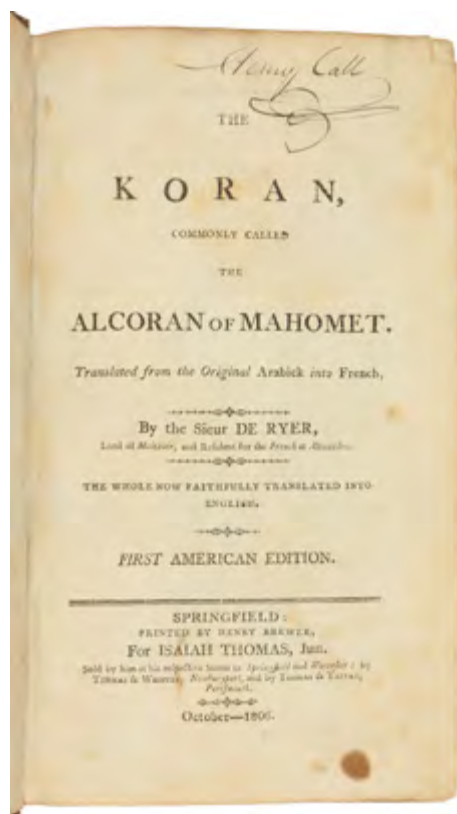 Henry Call
THE
KORAN,
COMMONLY CALLED
THE
ALCORAN OF MAHOMET.
Translated from the Original Arabick into French,
By the Sieur DE RYER,
Lord of Malezair, and Resident for the French at Alexandria.
THE WHOLE NOW FAITHFULLY TRANSLATED INTO
ENGLISH.
FIRST AMERICAN EDITION.
SPRINGFIELD:
PRINTED BY HENRY BREWER,
For ISAIAH THOMAS, Jun.
Sold by him at his respective Stores in Springfield and Worcester: by
THOMAS & WHIPPLE, Newburyport, and by THOMAS & TAPPAN,
Portsmouth.
October—1806.